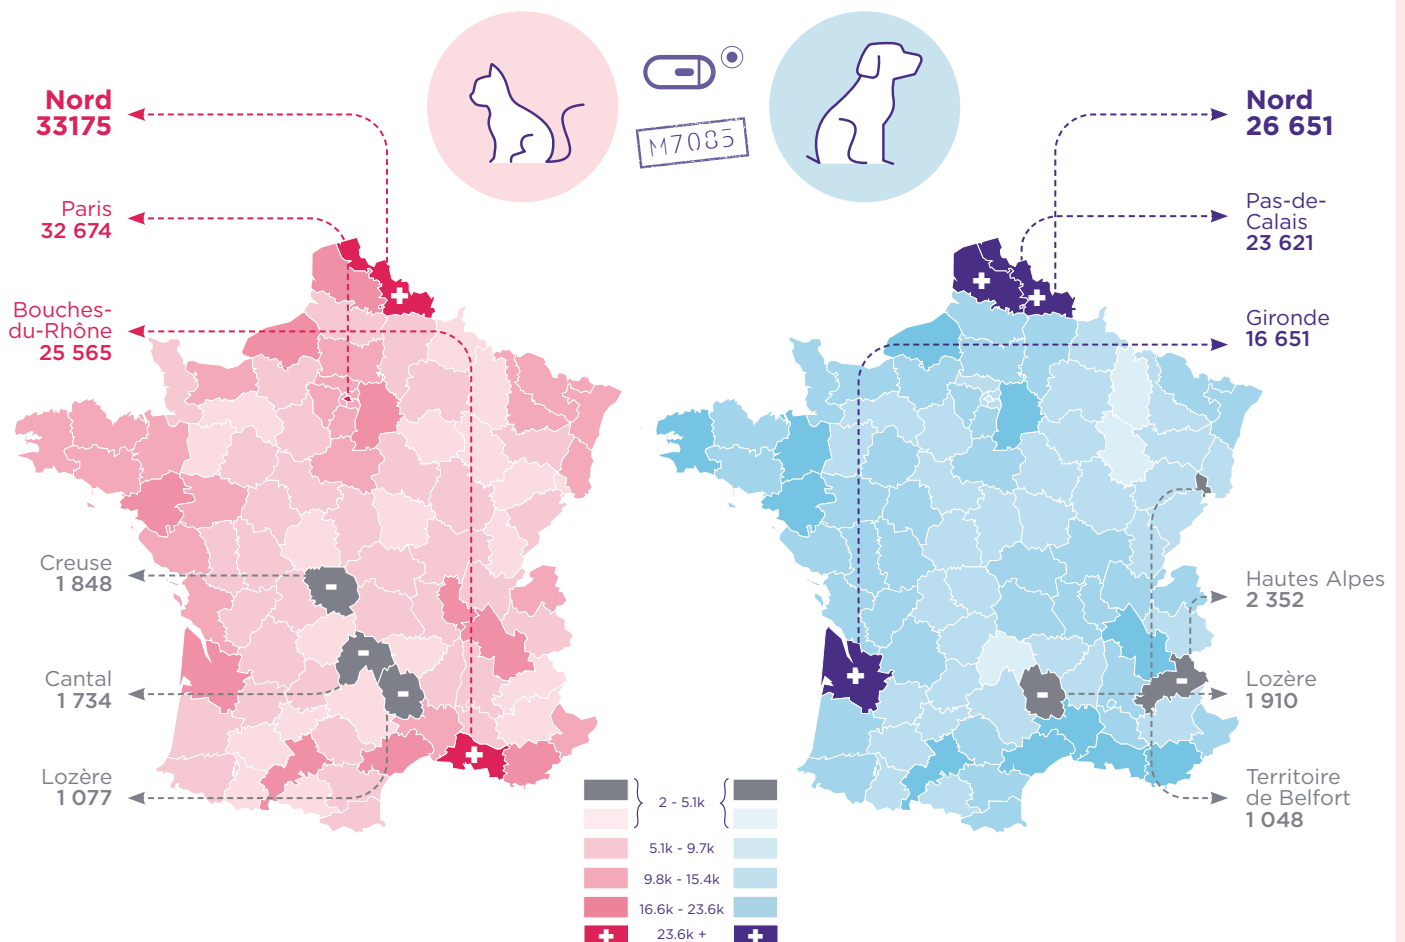 M7085
Nord
33175
Paris
32 674
Bouches-
du-Rhône
25 565
Creuse
1 848
Cantal
1 734
Lozère
1 077
Nord
26 651
Pas-de-
Calais
23 621
Gironde
16 651
Hautes Alpes
2 352
Lozère
1 910
Territoire
de Belfort
1 048
2 - 5.1k
5.1k - 9.7k
9.8k - 15.4k
16.6k - 23.6k
23.6k +